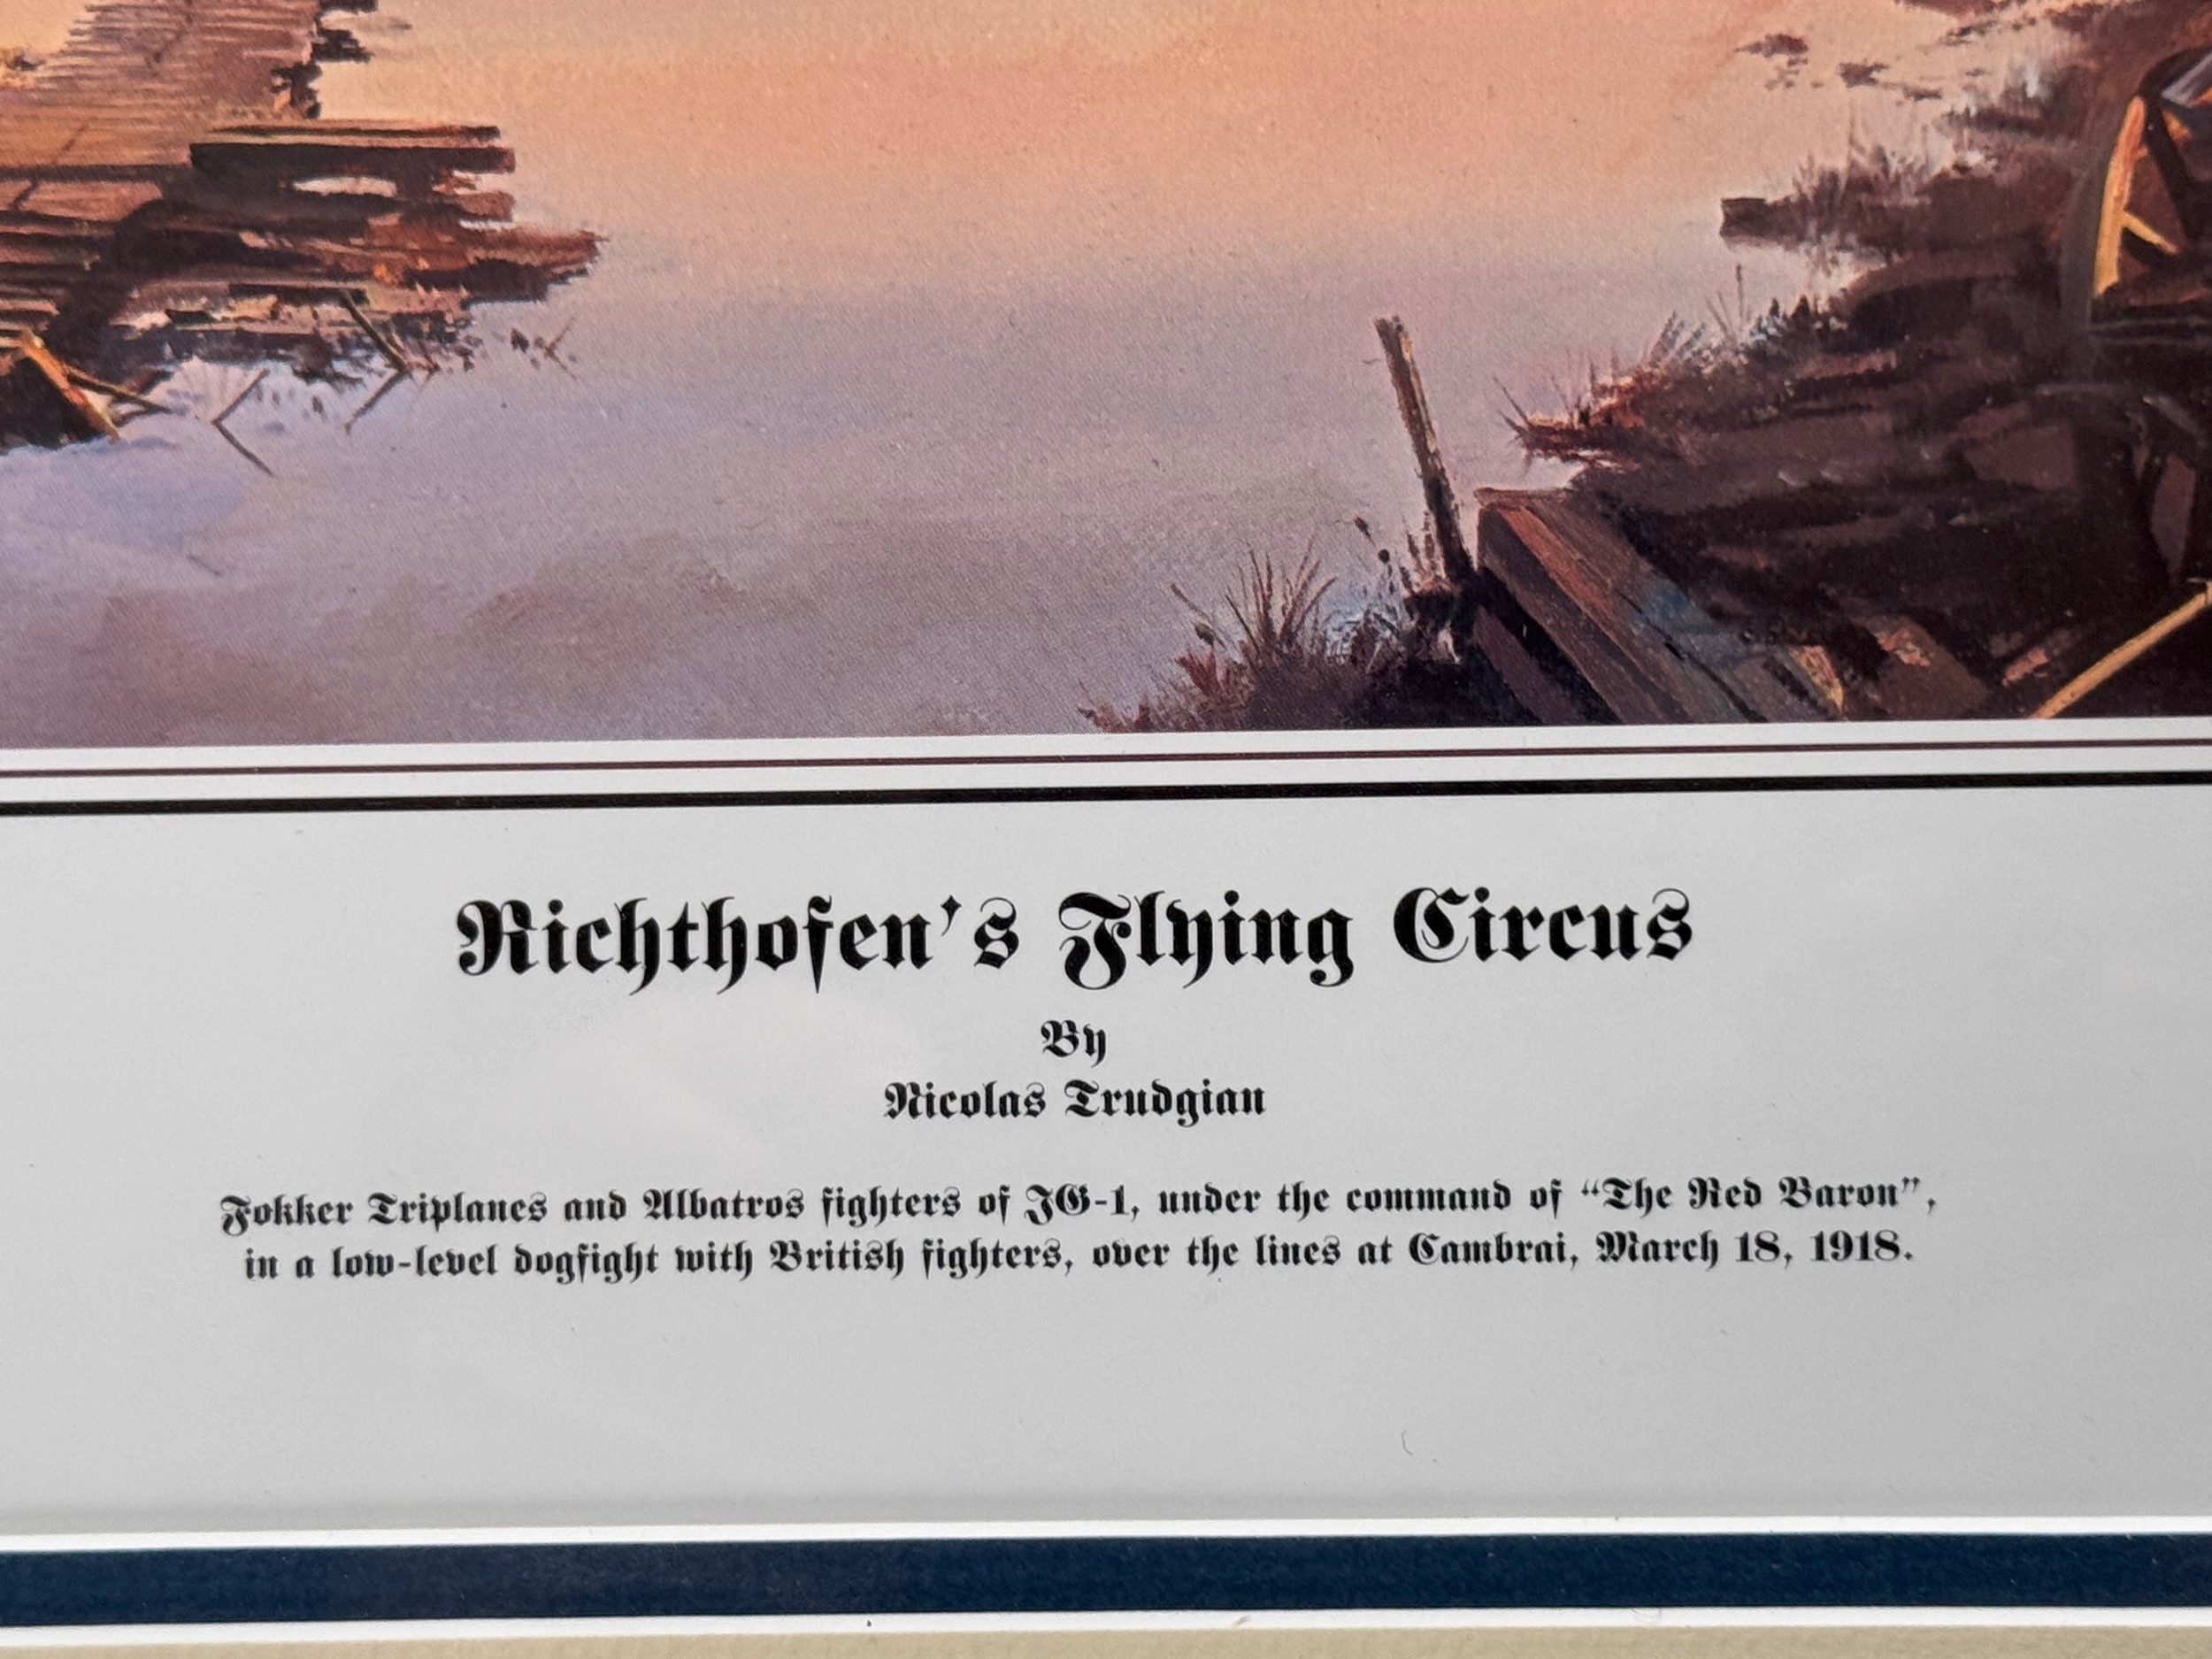 Richthofen's Flying Circus
By
Nicolas Trudgian
Fokker Triplanes and Albatros fighters of JG-1, under the command of “The Red Baron”,
in a low-level dogfight with British fighters, over the lines at Cambrai, March 18, 1918.